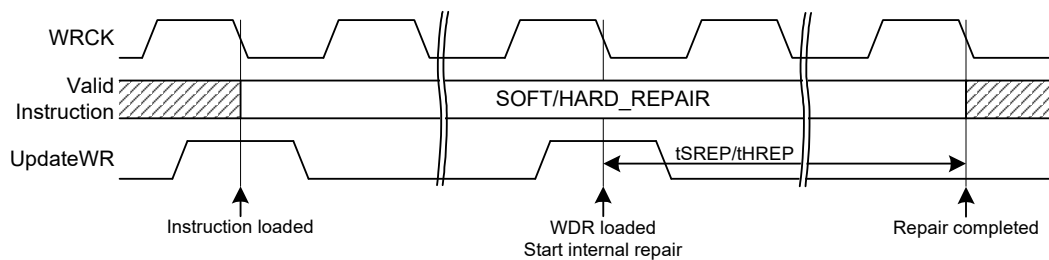 WRCK
Valid
Instruction
SOFT/HARD_REPAIR
UpdateWR
tSREP/tHREP
Instruction loaded
WDR loaded
Start internal repair
Repair completed